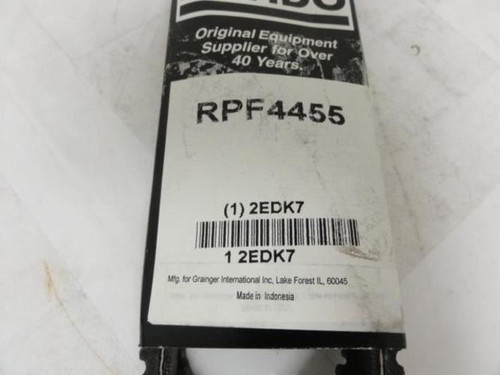 Original Equipment
Supplier for Over
40 Years.
RPF4455
(1) 2EDK7
1 2EDK7
Mfg. for Grainger International Inc, Lake Forest IL, 60045
Made in Indonesia